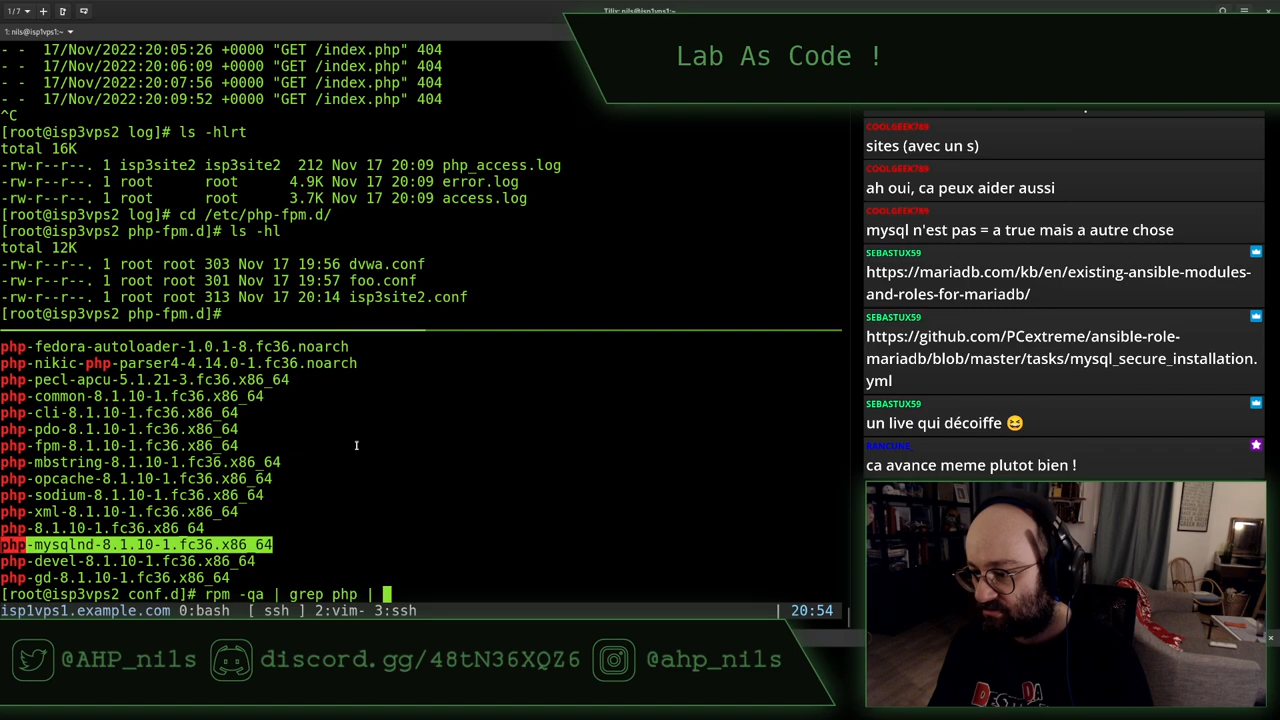 1/7
Tilix: nils@isp1vps1:~
1: nils@isp1vps1:~
- - 17/Nov/2022:20:05:26 +0000 "GET /index.php" 404
- - 17/Nov/2022:20:06:09 +0000 "GET /index.php" 404
- - 17/Nov/2022:20:07:56 +0000 "GET /index.php" 404
- - 17/Nov/2022:20:09:52 +0000 "GET /index.php" 404
^C
[root@isp3vps2 log]# ls -hlrt
total 16K
-rw-r--r--. 1 isp3site2 isp3site2 212 Nov 17 20:09 php_access.log
-rw-r--r--. 1 root root 4.9K Nov 17 20:09 error.log
-rw-r--r--. 1 root root 3.7K Nov 17 20:09 access.log
[root@isp3vps2 log]# cd /etc/php-fpm.d/
[root@isp3vps2 php-fpm.d]# ls -hl
total 12K
-rw-r--r--. 1 root root 303 Nov 17 19:56 dvwa.conf
-rw-r--r--. 1 root root 301 Nov 17 19:57 foo.conf
-rw-r--r--. 1 root root 313 Nov 17 20:14 isp3site2.conf
[root@isp3vps2 php-fpm.d]#
php-fedora-autoloader-1.0.1-8.fc36.noarch
php-nikic-php-parser4-4.14.0-1.fc36.noarch
php-pecl-apcu-5.1.21-3.fc36.x86_64
php-common-8.1.10-1.fc36.x86_64
php-cli-8.1.10-1.fc36.x86_64
php-pdo-8.1.10-1.fc36.x86_64
php-fpm-8.1.10-1.fc36.x86_64
php-mbstring-8.1.10-1.fc36.x86_64
php-opcache-8.1.10-1.fc36.x86_64
php-sodium-8.1.10-1.fc36.x86_64
php-xml-8.1.10-1.fc36.x86_64
php-8.1.10-1.fc36.x86_64
php-mysqlnd-8.1.10-1.fc36.x86_64
php-devel-8.1.10-1.fc36.x86_64
php-gd-8.1.10-1.fc36.x86_64
[root@isp3vps2 conf.d]# rpm -qa | grep php |
isp1vps1.example.com 0:bash [ ssh ] 2:vim- 3:ssh | 20:54
Lab As Code !
COOLGEEK789
sites (avec un s)
COOLGEEK789
ah oui, ca peux aider aussi
COOLGEEK789
mysql n'est pas = a true mais a autre chose
SEBASTUX59
https://mariadb.com/kb/en/existing-ansible-modules-
and-roles-for-mariadb/
SEBASTUX59
https://github.com/PCextreme/ansible-role-
mariadb/blob/master/tasks/mysql_secure_installation.
yml
SEBASTUX59
un live qui décoiffe 😆
RANCUNE_
ca avance meme plutot bien !
@AHP_nils discord.gg/48tN36XQZ6 @ahp_nils